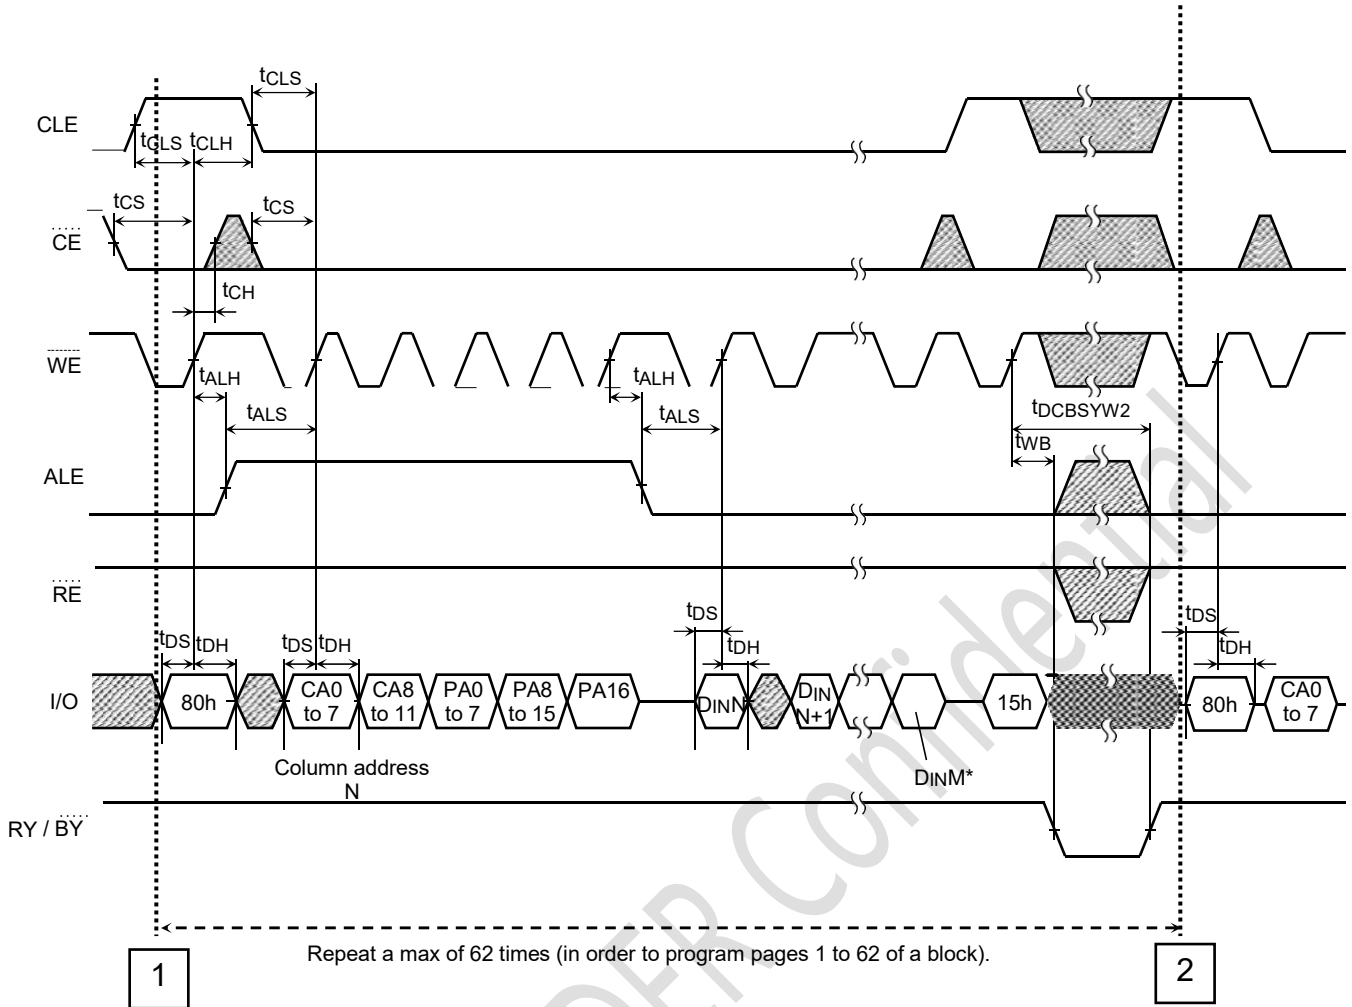 tCLS
CLE
tCLS tCLH
tCS
tCS
CE
tCH
WE
tALH
tALH
tDCBSYW2
tALS
tALS
tWB
ALE
RE
tDS
tDS
tDS tDH
tDS tDH
tDH
tDH
I/O
80h
CA0 to 7
CA8 to 11
PA0 to 7
PA8 to 15
PA16
DINN
DIN N+1
15h
80h
CA0 to 7
Column address
N
DINM*
RY / BY
Repeat a max of 62 times (in order to program pages 1 to 62 of a block).
1
2
Confidential